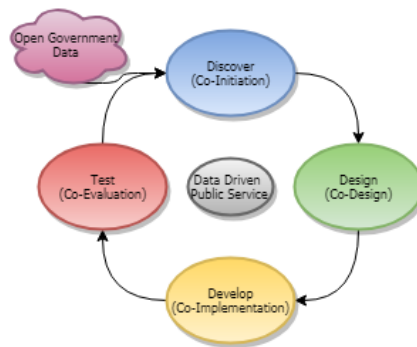 Open Government
Data
Discover
(Co-Initiation)
Test
(Co-Evaluation)
Data Driven
Public Service
Design
(Co-Design)
Develop
(Co-Implementation)